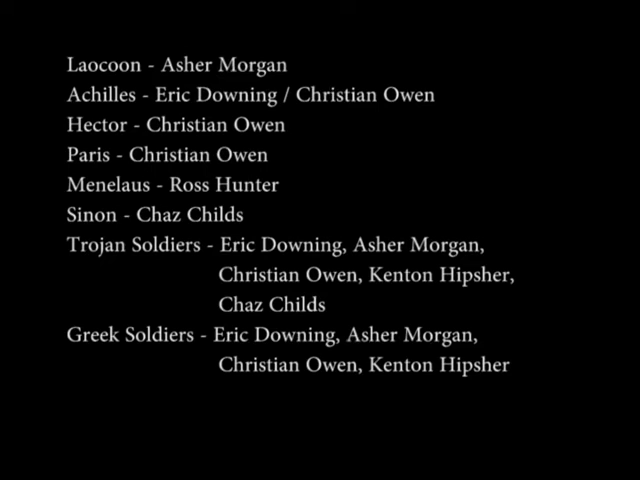 Laocoon - Asher Morgan
Achilles - Eric Downing / Christian Owen
Hector - Christian Owen
Paris - Christian Owen
Menelaus - Ross Hunter
Sinon - Chaz Childs
Trojan Soldiers - Eric Downing, Asher Morgan,
Christian Owen, Kenton Hipsher,
Chaz Childs
Greek Soldiers - Eric Downing, Asher Morgan,
Christian Owen, Kenton Hipsher